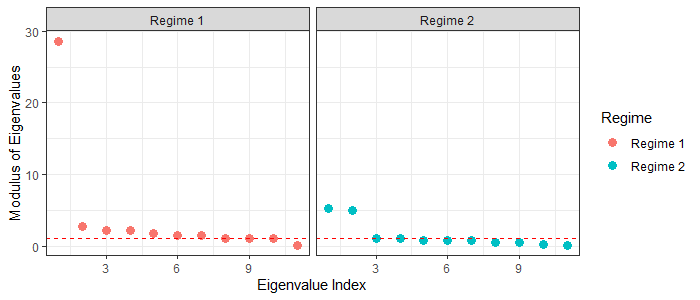 Regime 1
Regime 2
30
20
10
0
Modulus of Eigenvalues
3
6
9
3
6
9
Eigenvalue Index
Regime
Regime 1
Regime 2